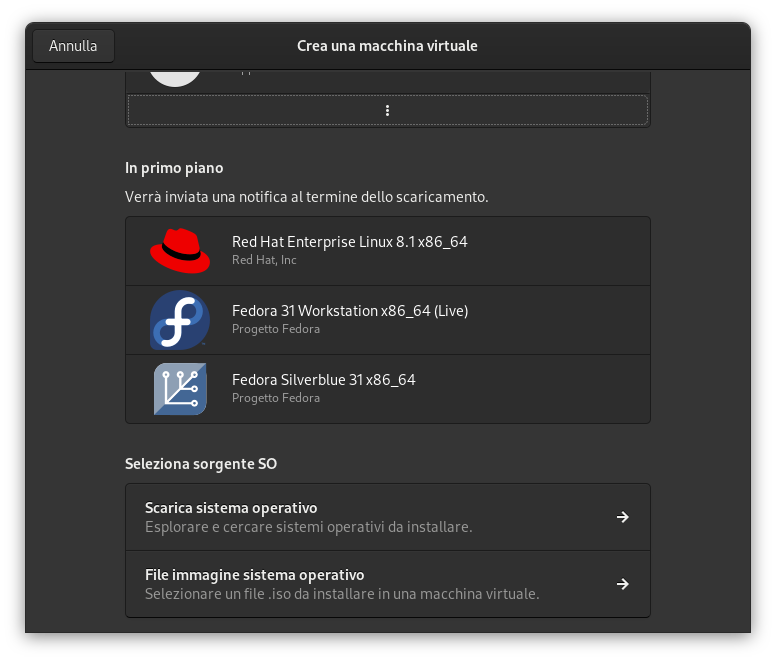 Annulla
Crea una macchina virtuale
In primo piano
Verrà inviata una notifica al termine dello scaricamento.
Red Hat Enterprise Linux 8.1 x86_64
Red Hat, Inc
Fedora 31 Workstation x86_64 (Live)
Progetto Fedora
Fedora Silverblue 31 x86_64
Progetto Fedora
Seleziona sorgente SO
Scarica sistema operativo
Esplorare e cercare sistemi operativi da installare.
File immagine sistema operativo
Selezionare un file .iso da installare in una macchina virtuale.